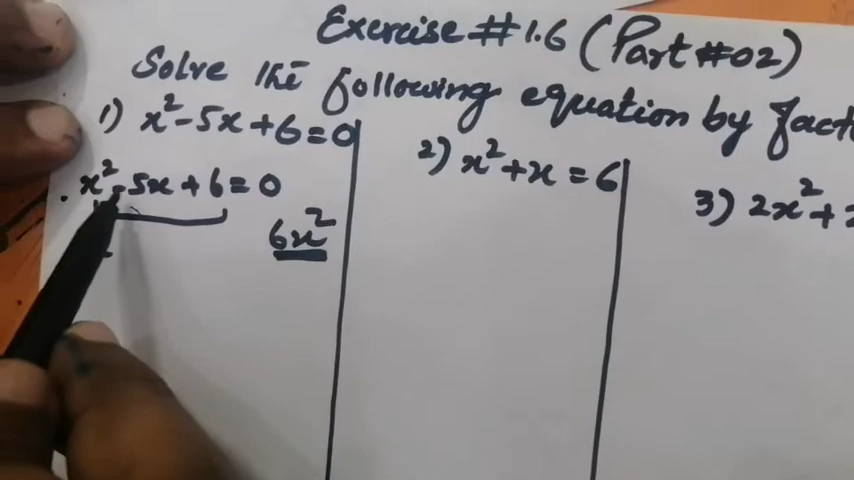 Exercise #1.6 (Part #02)
Solve the following equation by
1) x² - 5x + 6 = 0
x² - 5x + 6 = 0
6x²
2) x² + x = 6
3) 2x² +